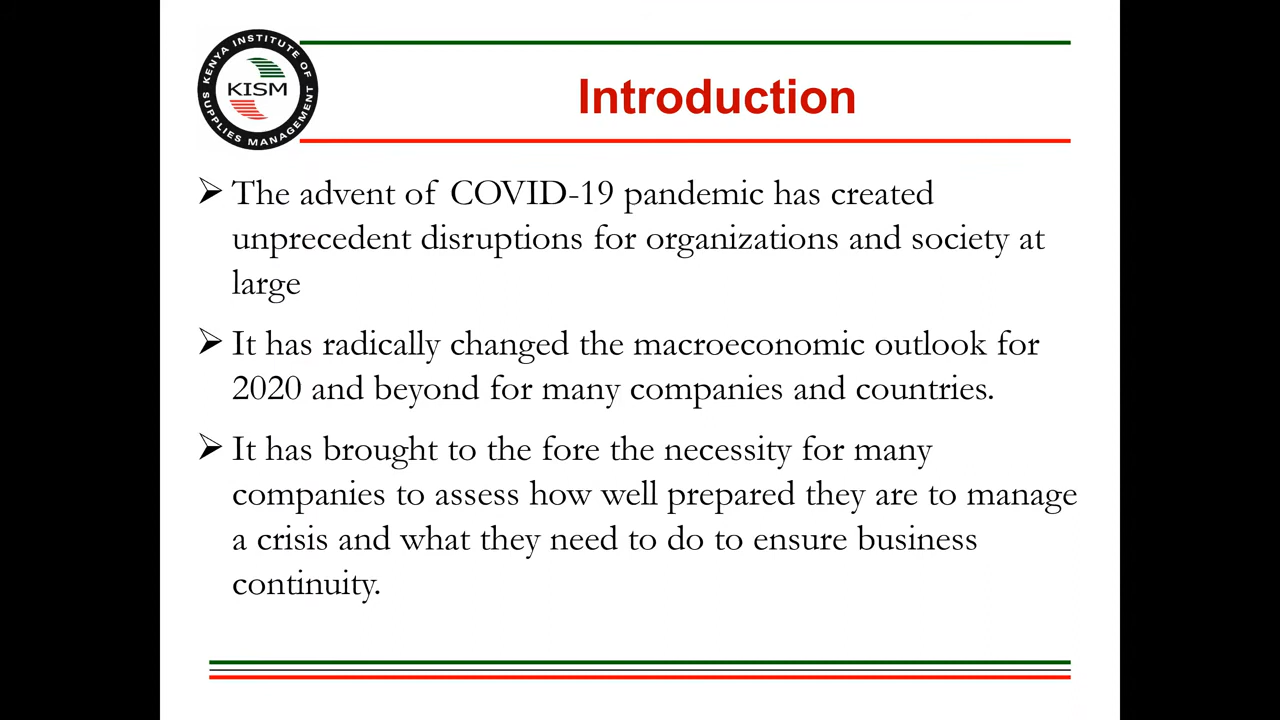 KENYA INSTITUTE OF
SUPPLIES MANAGEMENT
KISM
Introduction
➢ The advent of COVID-19 pandemic has created
unprecedent disruptions for organizations and society at
large
➢ It has radically changed the macroeconomic outlook for
2020 and beyond for many companies and countries.
➢ It has brought to the fore the necessity for many
companies to assess how well prepared they are to manage
a crisis and what they need to do to ensure business
continuity.